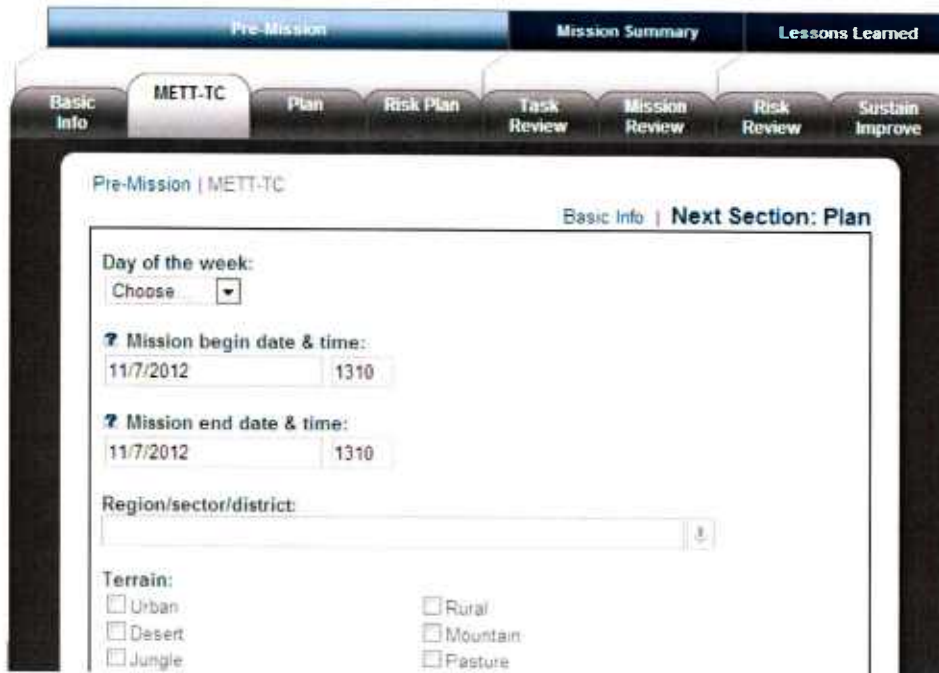 Pre-Mission Mission Summary Lessons Learned
Basic Info METT-TC Plan Risk Plan Task Review Mission Review Risk Review Sustain Improve
Pre-Mission | METT-TC
Basic Info | Next Section: Plan
Day of the week:
Choose
? Mission begin date & time:
11/7/2012 1310
? Mission end date & time:
11/7/2012 1310
Region/sector/district:
Terrain:
Urban Rural
Desert Mountain
Jungle Pasture